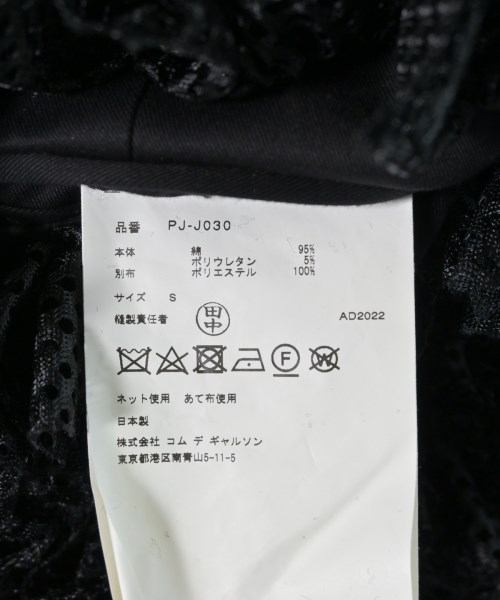 品番 PJ-J030
本体 綿 95%
ポリウレタン 5%
別布 ポリエステル 100%
サイズ S
縫製責任者 田中 AD2022
F W
ネット使用 あて布使用
日本製
株式会社 コム デ ギャルソン
東京都港区南青山5-11-5